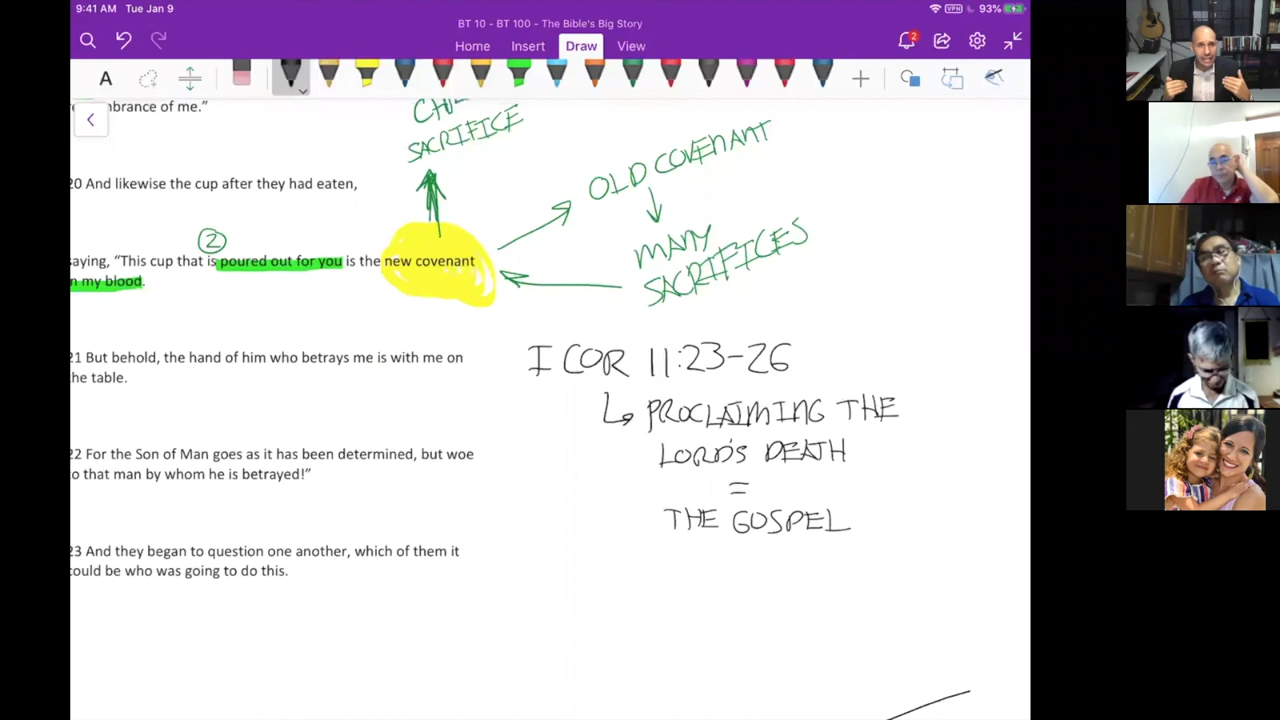 9:41 AM Tue Jan 9
VPN 93%
BT 10 - BT 100 - The Bible's Big Story
Home Insert Draw View
2
A
brance of me.”
SACRIFICE
OLD COVENANT
MANY
SACRIFICES
20 And likewise the cup after they had eaten,
2
saying, “This cup that is poured out for you is the new covenant
my blood.
I COR 11:23-26
PROCLAIMING THE
LORD'S DEATH
=
THE GOSPEL
21 But behold, the hand of him who betrays me is with me on
he table.
22 For the Son of Man goes as it has been determined, but woe
o that man by whom he is betrayed!”
23 And they began to question one another, which of them it
could be who was going to do this.